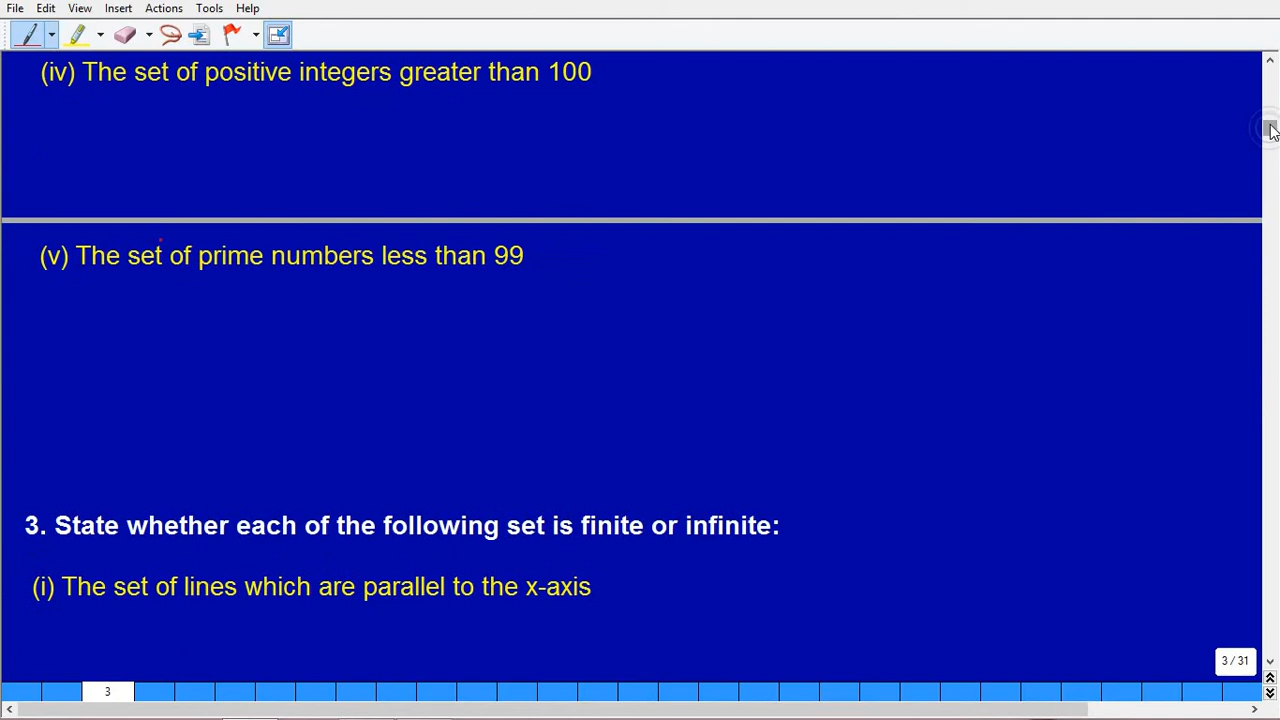 File Edit View Insert Actions Tools Help
(iv) The set of positive integers greater than 100
(v) The set of prime numbers less than 99
3. State whether each of the following set is finite or infinite:
(i) The set of lines which are parallel to the x-axis
3 / 31
3